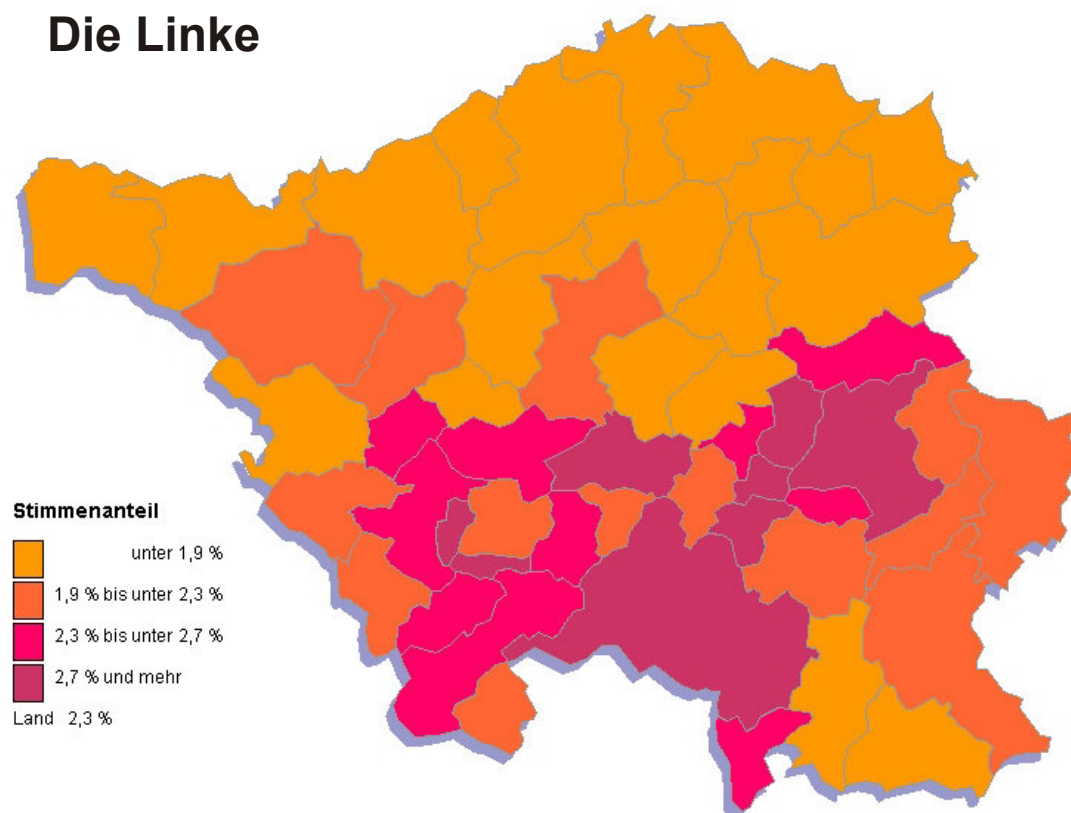 Die Linke
Stimmenanteil
unter 1,9 %
1,9 % bis unter 2,3 %
2,3 % bis unter 2,7 %
2,7 % und mehr
Land 2,3 %